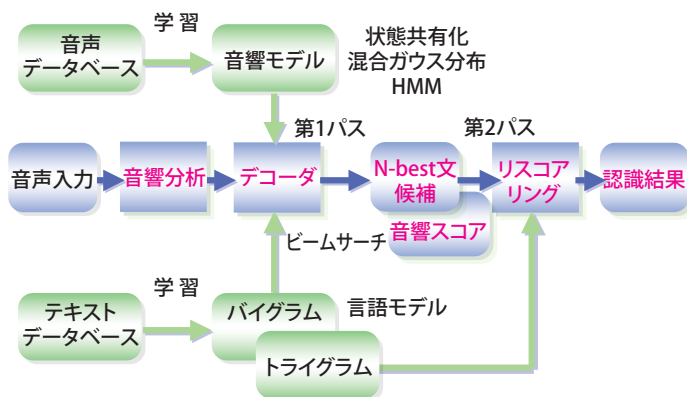 学 習
音声
データベース
音響モデル
状態共有化
混合ガウス分布
HMM
第1パス
第2パス
音声入力
音響分析
デコーダ
N-best文
候補
音響スコア
リスコア
リング
認識結果
ビームサーチ
学 習
テキスト
データベース
バイグラム
言語モデル
トライグラム